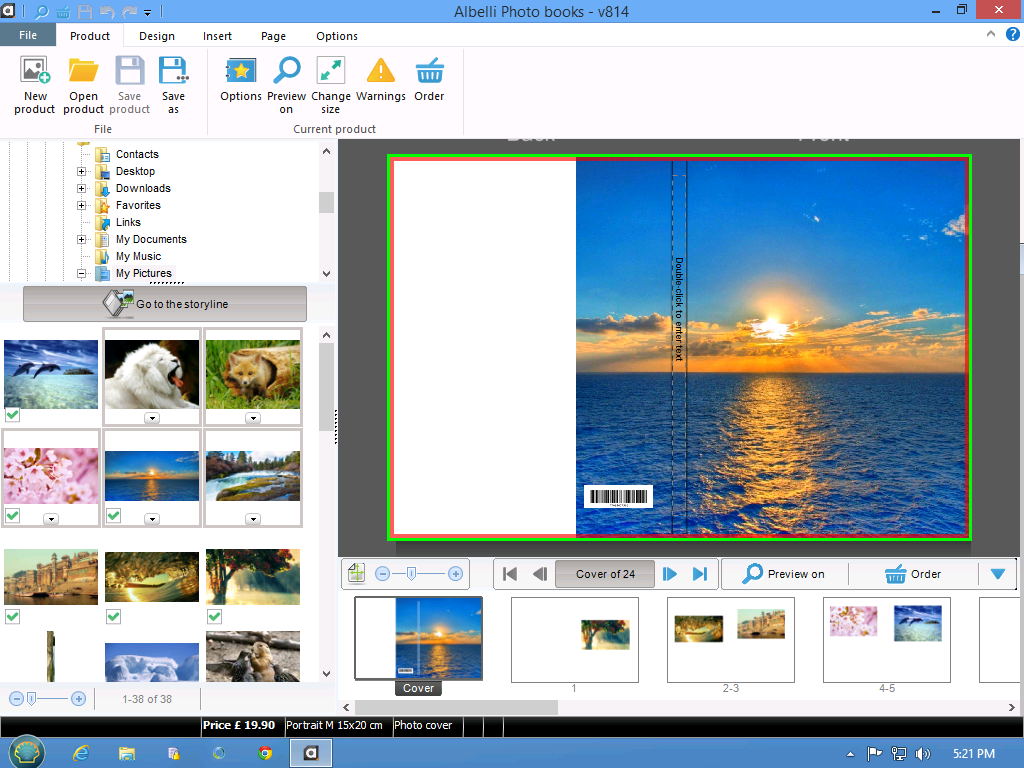 Albelli Photo books - v814
File
Product
Design
Insert
Page
Options
New
product
Open
product
Save
product
Save
as
Options
Preview
on
Change
size
Warnings
Order
File
Current product
Contacts
Desktop
Downloads
Favorites
Links
My Documents
My Music
My Pictures
Back
Front
Go to the storyline
Double-click to enter text
Cover of 24
Preview on
Order
Cover
1
2-3
4-5
1-38 of 38
Price £ 19.90
Portrait M 15x20 cm
Photo cover
5:21 PM